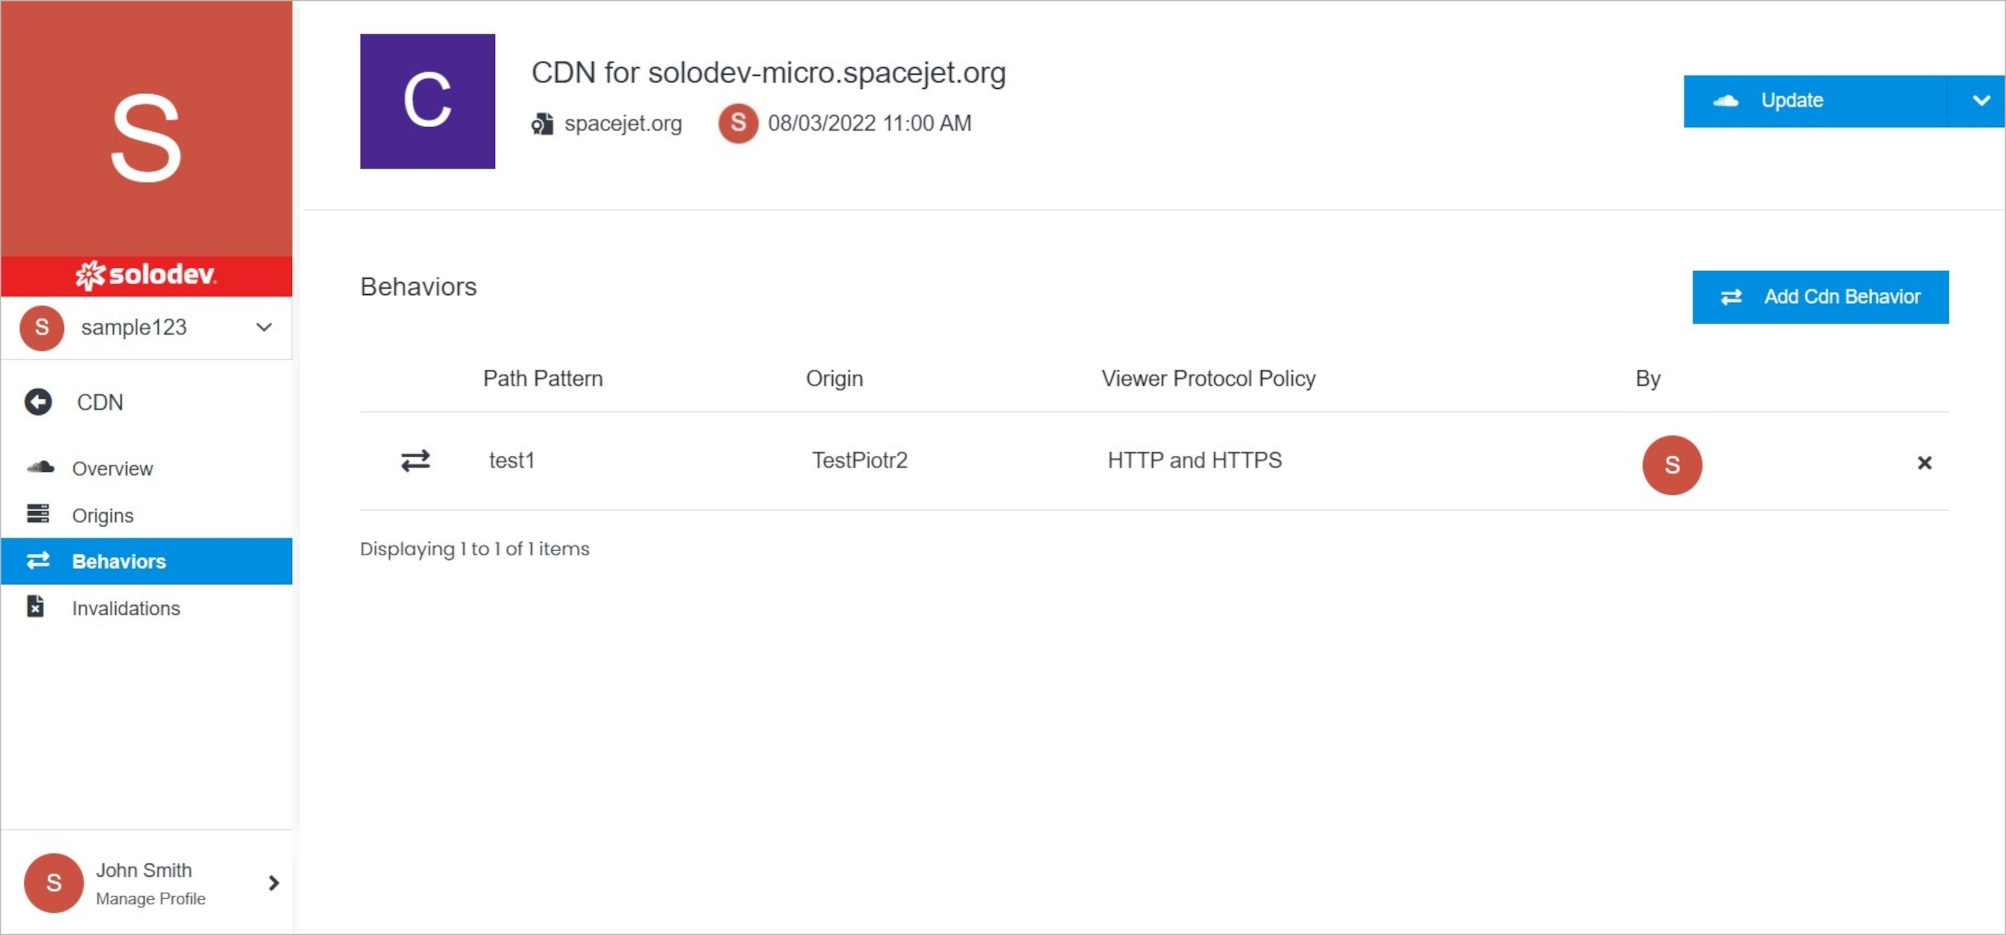 S
solodev
S sample123
CDN
Overview
Origins
Behaviors
Invalidations
S John Smith
Manage Profile
C
CDN for solodev-micro.spacejet.org
spacejet.org S 08/03/2022 11:00 AM
Update
Behaviors
Add Cdn Behavior
Path Pattern Origin Viewer Protocol Policy By
test1 TestPiotr2 HTTP and HTTPS S
Displaying 1 to 1 of 1 items